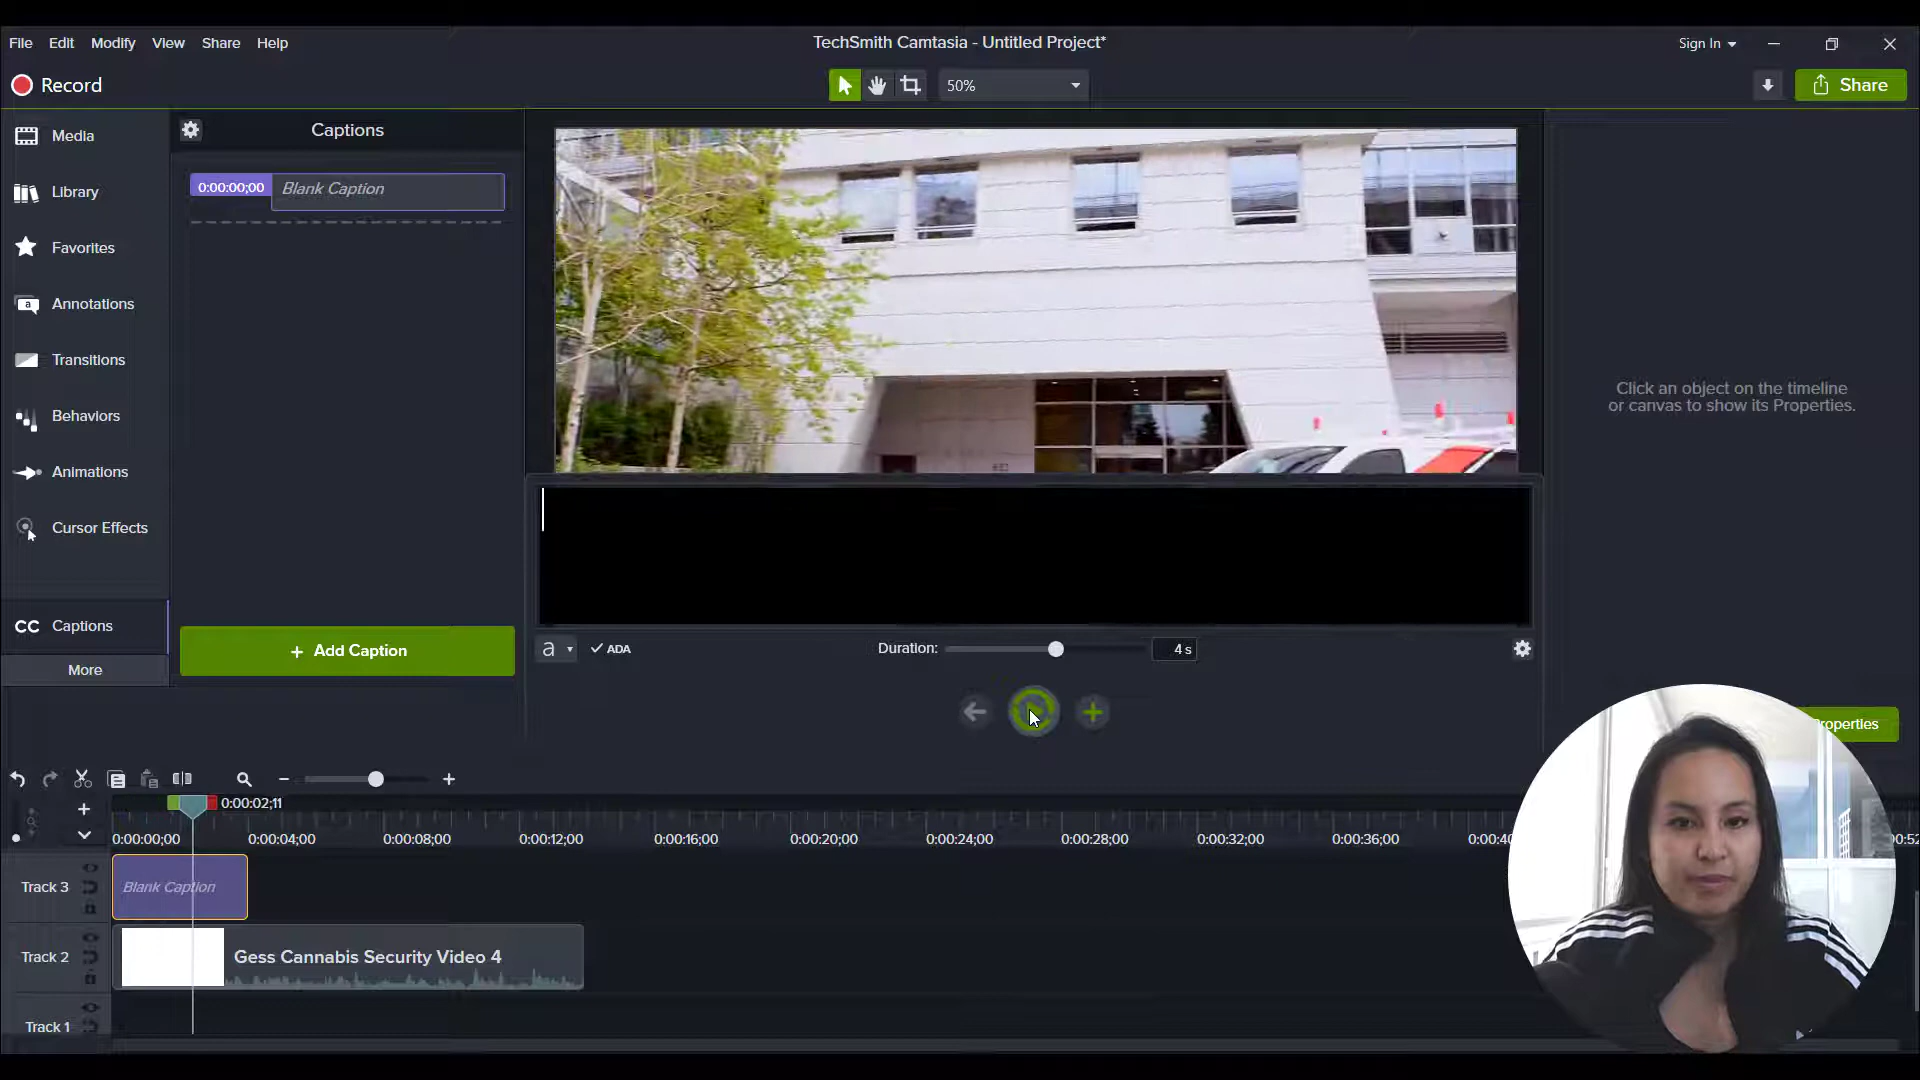 File Edit Modify View Share Help
TechSmith Camtasia - Untitled Project*
Sign In
Record
50%
Share
Media
Library
Favorites
Annotations
Transitions
Behaviors
Animations
Cursor Effects
CC Captions
More
Captions
0:00:00;00 Blank Caption
+ Add Caption
Click an object on the timeline
or canvas to show its Properties.
a
ADA
Duration:
4 s
roperties
0:00:02;11
0:00:00;00 0:00:04;00 0:00:08;00 0:00:12;00 0:00:16;00 0:00:20;00 0:00:24;00 0:00:28;00 0:00:32;00 0:00:36;00 0:00:40
Track 3
Blank Caption
Track 2
Gess Cannabis Security Video 4
Track 1